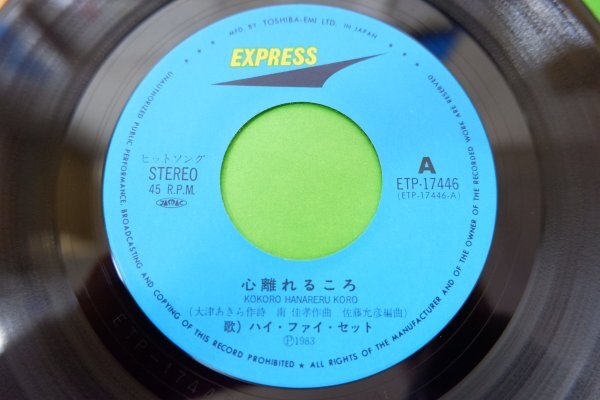 MFD. BY TOSHIBA-EMI LTD. IN JAPAN
EXPRESS
ヒットソング
STEREO
45 R.P.M.
JASRAC
A
ETP-17446
(ETP-17446-A)
心離れるころ
KOKORO HANARERU KORO
(大津あきら作詩 南 佳孝作曲 佐藤允彦編曲)
歌) ハイ・ファイ・セット
Ⓟ1983
UNAUTHORIZED PUBLIC PERFORMANCE, BROADCASTING AND COPYING OF THIS RECORD PROHIBITED ★ ALL RIGHTS OF THE MANUFACTURER AND OF THE OWNER OF THE RECORDED WORK ARE RESERVED